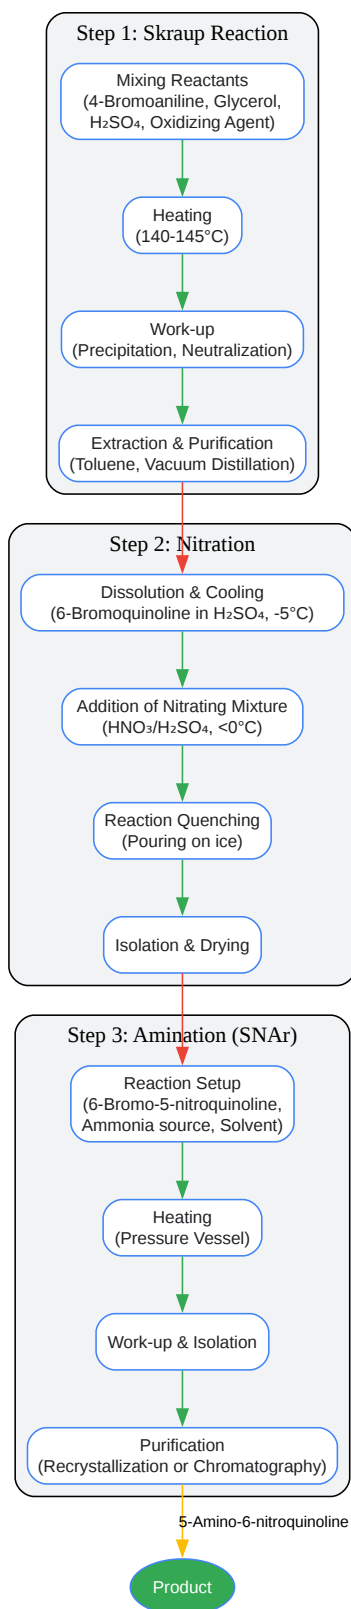 Step 1: Skraup Reaction
Mixing Reactants
(4-Bromoaniline, Glycerol,
H₂SO₄, Oxidizing Agent)
Heating
(140-145°C)
Work-up
(Precipitation, Neutralization)
Extraction & Purification
(Toluene, Vacuum Distillation)
Step 2: Nitration
Dissolution & Cooling
(6-Bromoquinoline in H₂SO₄, -5°C)
Addition of Nitrating Mixture
(HNO₃/H₂SO₄, <0°C)
Reaction Quenching
(Pouring on ice)
Isolation & Drying
Step 3: Amination (SNAr)
Reaction Setup
(6-Bromo-5-nitroquinoline,
Ammonia source, Solvent)
Heating
(Pressure Vessel)
Work-up & Isolation
Purification
(Recrystallization or Chromatography)
5-Amino-6-nitroquinoline
Product